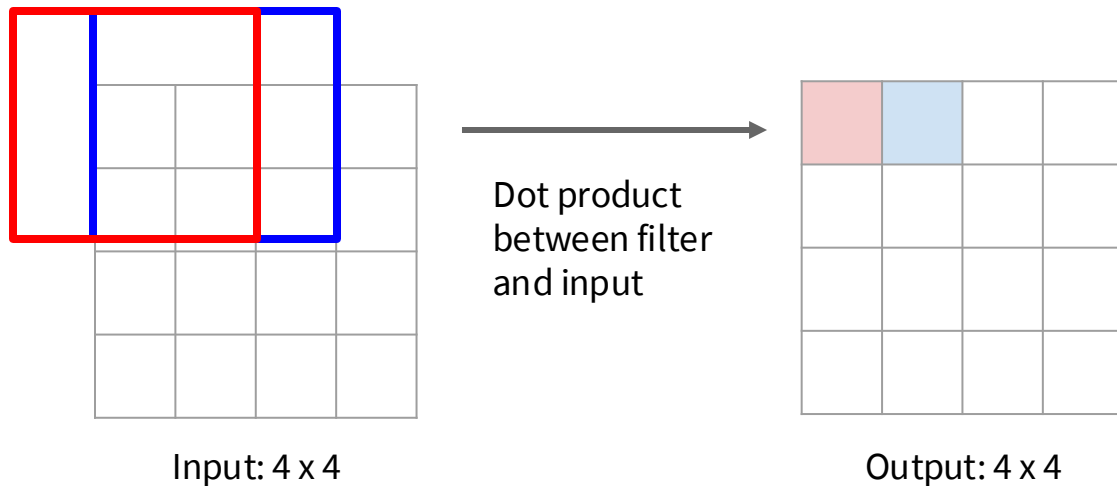 Dot product
between filter
and input
Input: 4 x 4
Output: 4 x 4